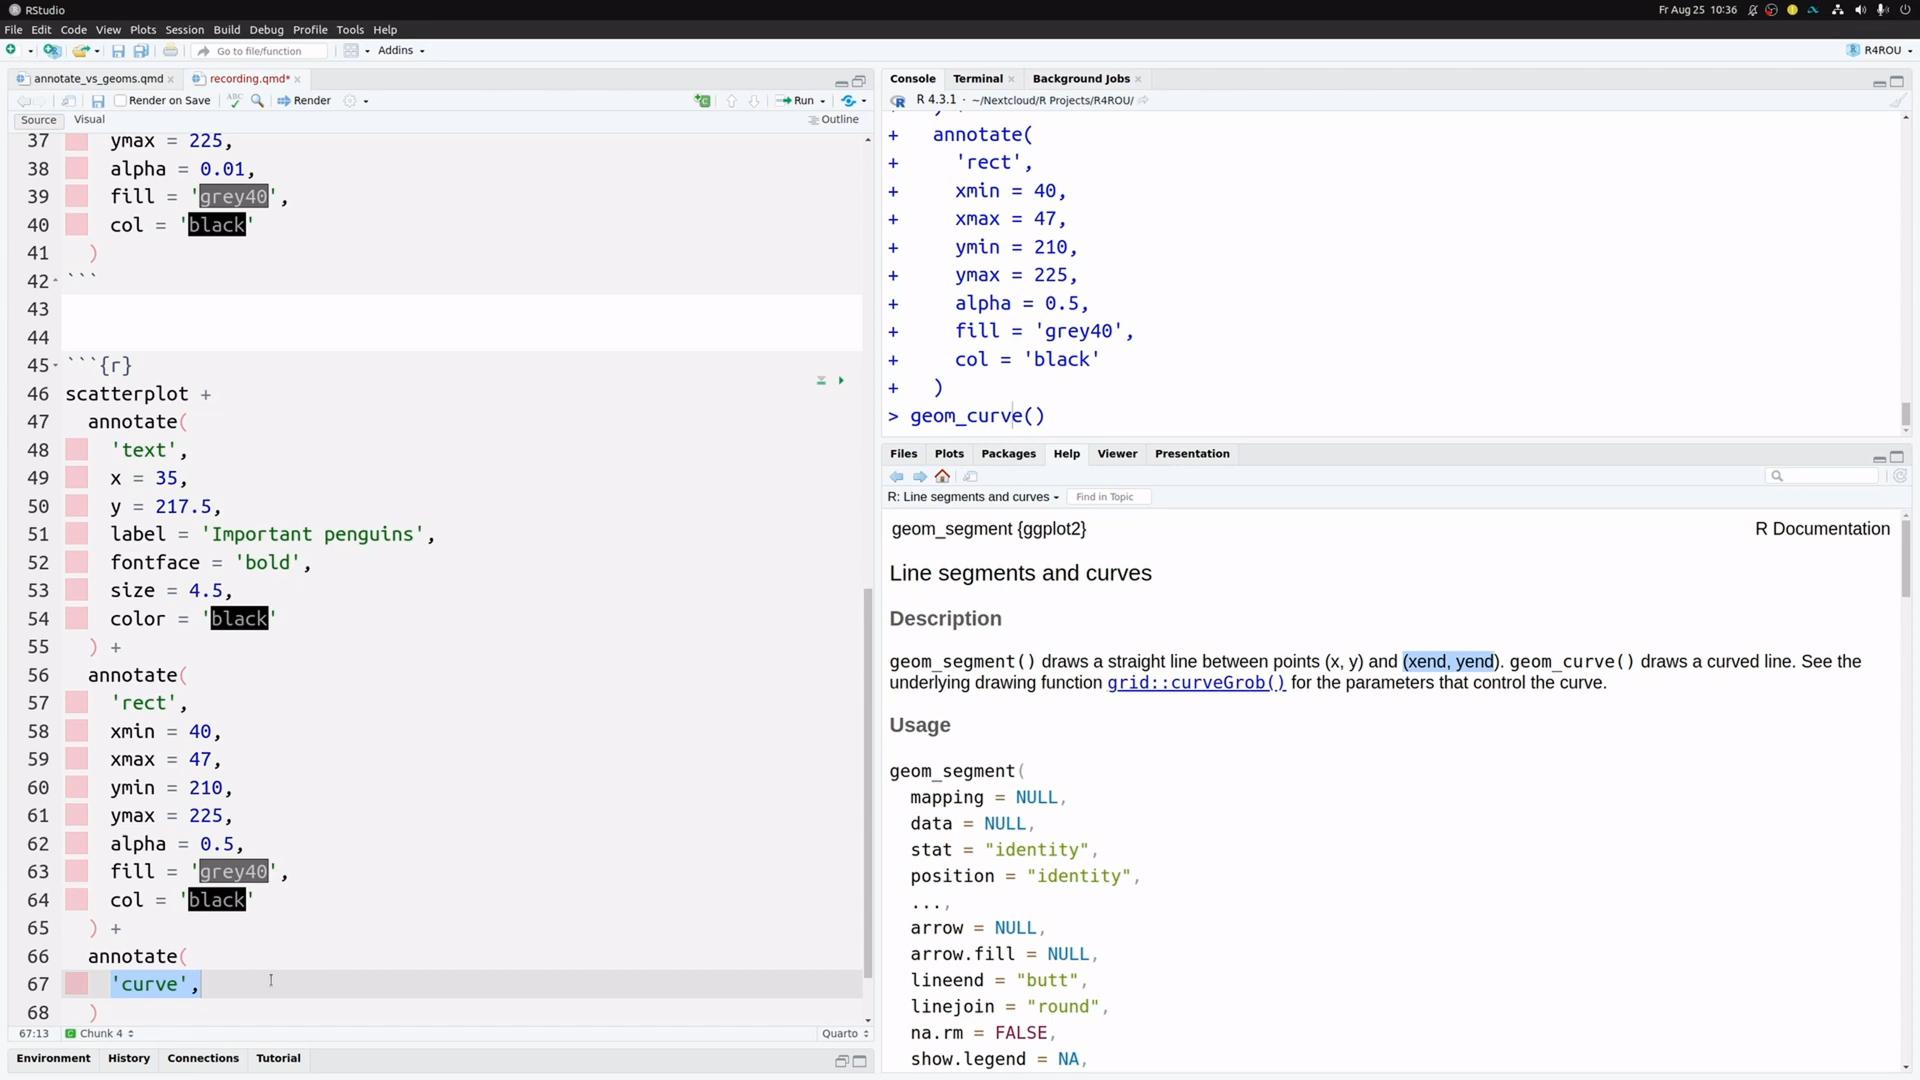 RStudio
Fr Aug 25 10:36
File Edit Code View Plots Session Build Debug Profile Tools Help
Go to file/function Addins R4ROU
annotate_vs_geoms.qmd recording.qmd*
Render on Save ABC Render Run
Source Visual Outline
37 ymax = 225,
38 alpha = 0.01,
39 fill = 'grey40',
40 col = 'black'
41 )
42 ```
43
44
45 ```{r}
46 scatterplot +
47 annotate(
48 'text',
49 x = 35,
50 y = 217.5,
51 label = 'Important penguins',
52 fontface = 'bold',
53 size = 4.5,
54 color = 'black'
55 ) +
56 annotate(
57 'rect',
58 xmin = 40,
59 xmax = 47,
60 ymin = 210,
61 ymax = 225,
62 alpha = 0.5,
63 fill = 'grey40',
64 col = 'black'
65 ) +
66 annotate(
67 'curve',
68 )
67:13 Chunk 4 Quarto
Environment History Connections Tutorial
Console Terminal Background Jobs
R 4.3.1 · ~/Nextcloud/R Projects/R4ROU/
+ annotate(
+ 'rect',
+ xmin = 40,
+ xmax = 47,
+ ymin = 210,
+ ymax = 225,
+ alpha = 0.5,
+ fill = 'grey40',
+ col = 'black'
+ )
> geom_curve()
Files Plots Packages Help Viewer Presentation
R: Line segments and curves Find in Topic
geom_segment {ggplot2} R Documentation
Line segments and curves
Description
geom_segment() draws a straight line between points (x, y) and (xend, yend). geom_curve() draws a curved line. See the
underlying drawing function grid::curveGrob() for the parameters that control the curve.
Usage
geom_segment(
mapping = NULL,
data = NULL,
stat = "identity",
position = "identity",
...,
arrow = NULL,
arrow.fill = NULL,
lineend = "butt",
linejoin = "round",
na.rm = FALSE,
show.legend = NA,